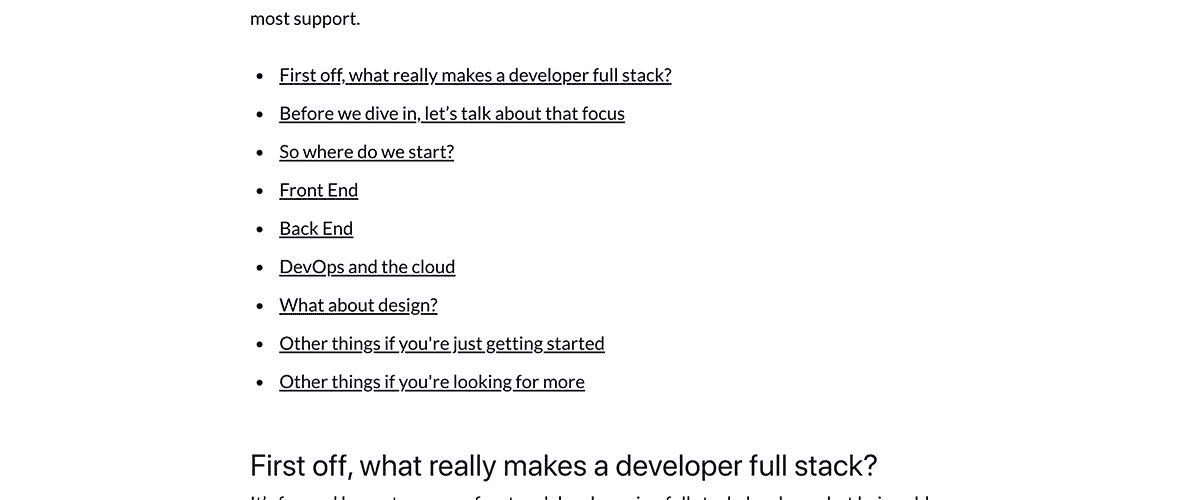 most support.
First off, what really makes a developer full stack?
Before we dive in, let’s talk about that focus
So where do we start?
Front End
Back End
DevOps and the cloud
What about design?
Other things if you're just getting started
Other things if you're looking for more
First off, what really makes a developer full stack?